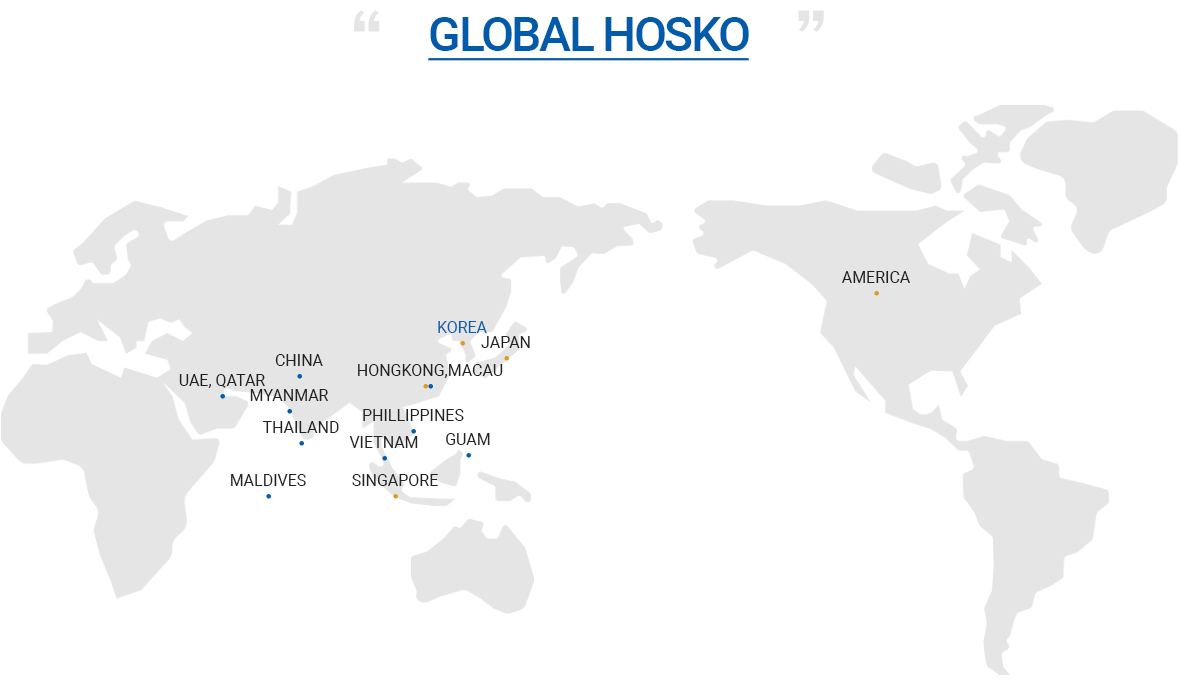 “ GLOBAL HOSKO ”
AMERICA
KOREA
JAPAN
CHINA
HONGKONG,MACAU
UAE, QATAR
MYANMAR
PHILLIPPINES
THAILAND
VIETNAM
GUAM
MALDIVES
SINGAPORE